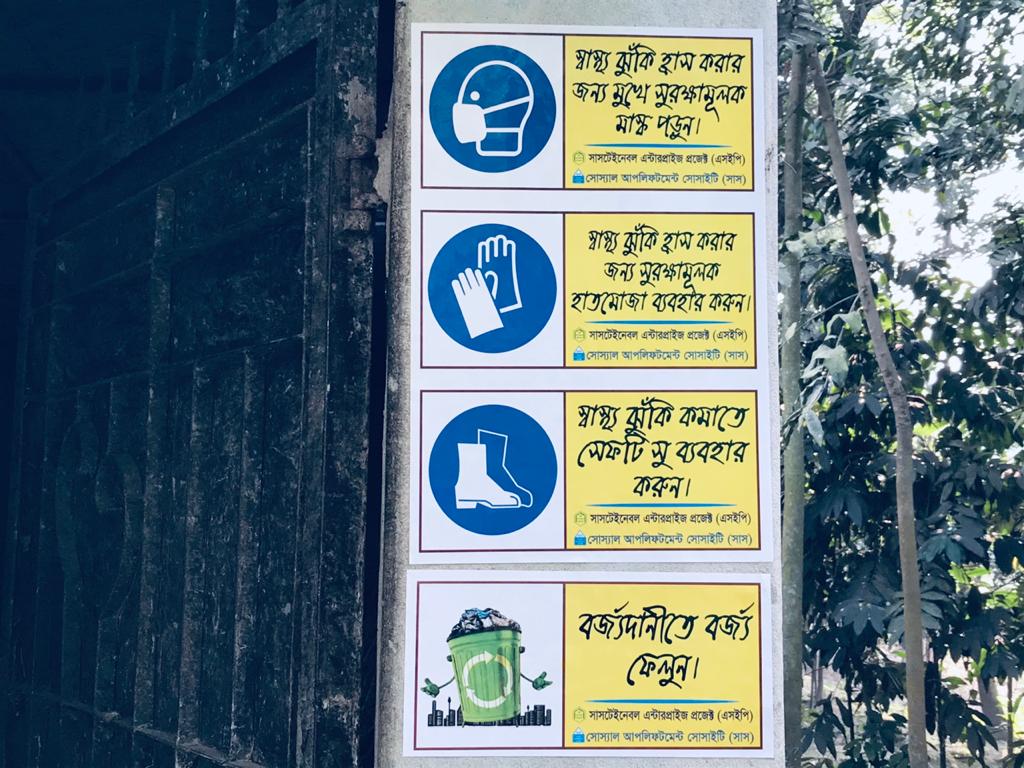 স্বাস্থ্য ঝুঁকি হ্রাস করার
জন্য মুখে সুরক্ষামূলক
মাস্ক পড়ুন।
সাসটেইনেবল এন্টারপ্রাইজ প্রজেক্ট (এসইপি)
সোস্যাল আপলিফটমেন্ট সোসাইটি (সাস)
স্বাস্থ্য ঝুঁকি হ্রাস করার
জন্য সুরক্ষামূলক
হাতমোজা ব্যবহার করুন।
সাসটেইনেবল এন্টারপ্রাইজ প্রজেক্ট (এসইপি)
সোস্যাল আপলিফটমেন্ট সোসাইটি (সাস)
স্বাস্থ্য ঝুঁকি কমাতে
সেফটি সু ব্যবহার
করুন।
সাসটেইনেবল এন্টারপ্রাইজ প্রজেক্ট (এসইপি)
সোস্যাল আপলিফটমেন্ট সোসাইটি (সাস)
বর্জ্যদানীতে বর্জ্য
ফেলুন।
সাসটেইনেবল এন্টারপ্রাইজ প্রজেক্ট (এসইপি)
সোস্যাল আপলিফটমেন্ট সোসাইটি (সাস)